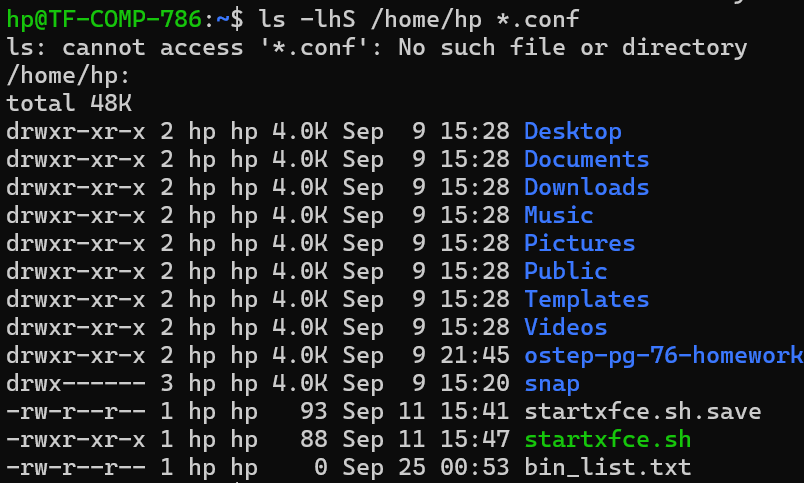 hp@TF-COMP-786:~$ ls -lhS /home/hp *.conf
ls: cannot access '*.conf': No such file or directory
/home/hp:
total 48K
drwxr-xr-x 2 hp hp 4.0K Sep  9 15:28 Desktop
drwxr-xr-x 2 hp hp 4.0K Sep  9 15:28 Documents
drwxr-xr-x 2 hp hp 4.0K Sep  9 15:28 Downloads
drwxr-xr-x 2 hp hp 4.0K Sep  9 15:28 Music
drwxr-xr-x 2 hp hp 4.0K Sep  9 15:28 Pictures
drwxr-xr-x 2 hp hp 4.0K Sep  9 15:28 Public
drwxr-xr-x 2 hp hp 4.0K Sep  9 15:28 Templates
drwxr-xr-x 2 hp hp 4.0K Sep  9 15:28 Videos
drwxr-xr-x 2 hp hp 4.0K Sep  9 21:45 ostep-pg-76-homework
drwx------ 3 hp hp 4.0K Sep  9 15:20 snap
-rw-r--r-- 1 hp hp   93 Sep 11 15:41 startxfce.sh.save
-rwxr-xr-x 1 hp hp   88 Sep 11 15:47 startxfce.sh
-rw-r--r-- 1 hp hp    0 Sep 25 00:53 bin_list.txt